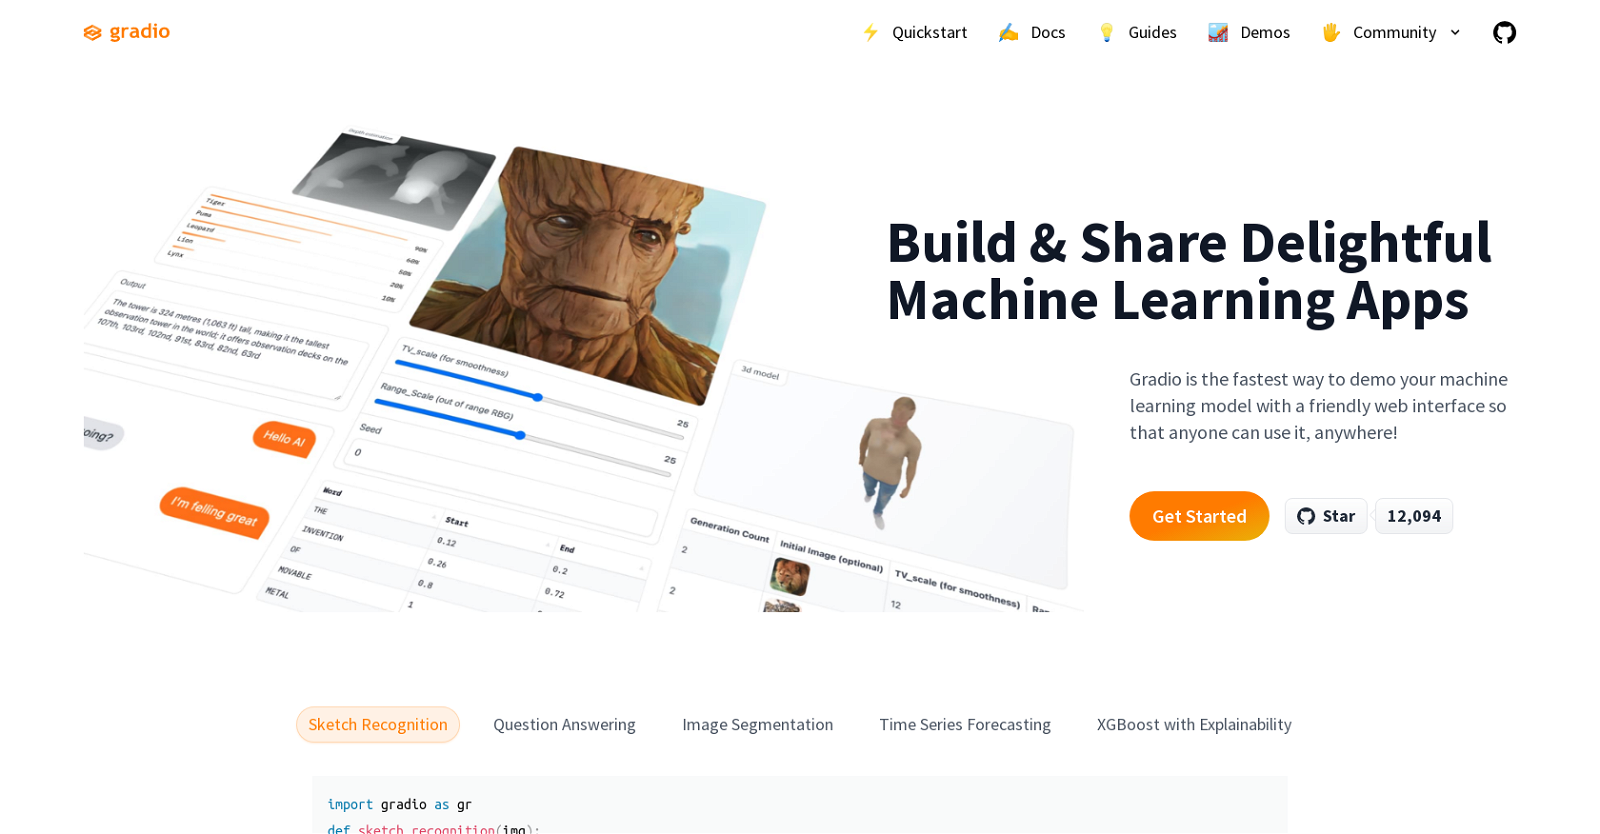 gradio
Quickstart
Docs
Guides
Demos
Community
Depth estimation
Tiger
90%
Puma
60%
Leopard
50%
Lion
20%
Lynx
10%
Output
The tower is 324 metres (1,063 ft) tall, making it the tallest
observation tower in the world; it offers observation decks on the
107th, 103rd, 102nd, 91st, 83rd, 82nd, 63rd
oing?
Hello AI
I'm felling great
TV_scale (for smoothness)
25
Range_Scale (out of range RBG)
25
Seed
0
Word
Start
End
THE
0.12
0.2
INVENTION
0.26
0.72
OF
0.8
MOVABLE
1
METAL
3d model
Generation Count
Initial Image (optional)
TV_scale (for smoothness)
Ran
2
12
2
Build & Share Delightful
Machine Learning Apps
Gradio is the fastest way to demo your machine
learning model with a friendly web interface so
that anyone can use it, anywhere!
Get Started
Star
12,094
Sketch Recognition
Question Answering
Image Segmentation
Time Series Forecasting
XGBoost with Explainability
import gradio as gr
def sketch_recognition(img):